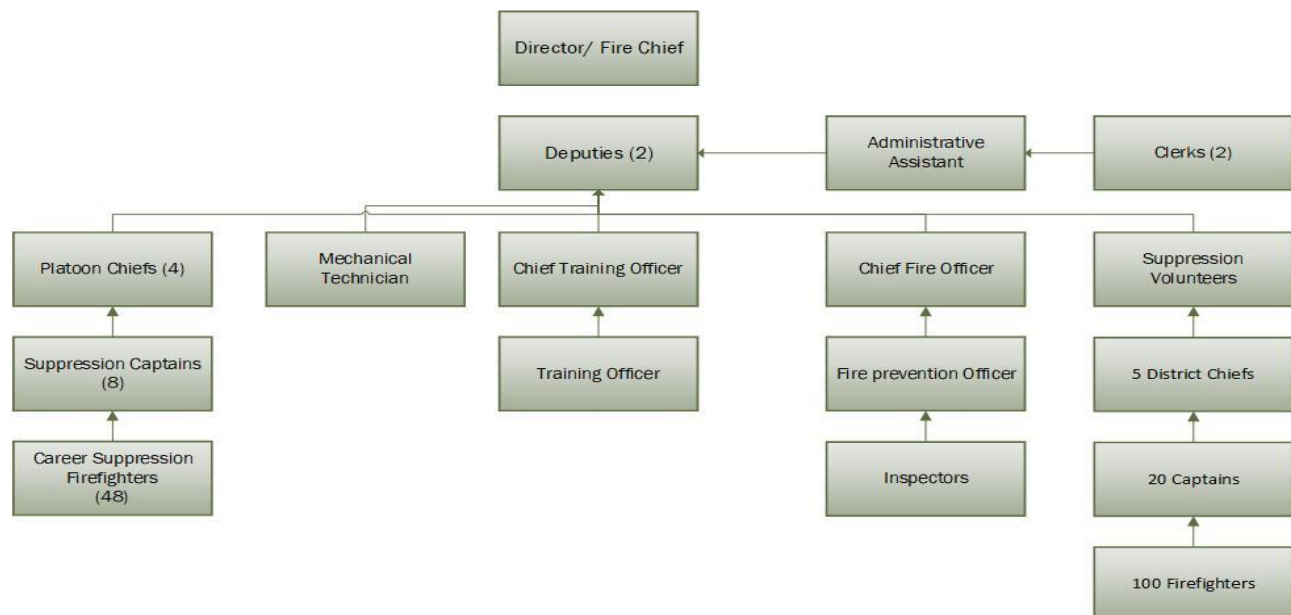 Director/ Fire Chief
Deputies (2)
Administrative
Assistant
Clerks (2)
Platoon Chiefs (4)
Mechanical
Technician
Chief Training Officer
Chief Fire Officer
Suppression
Volunteers
Suppression Captains
(8)
Training Officer
Fire prevention Officer
5 District Chiefs
Career Suppression
Firefighters
(48)
Inspectors
20 Captains
100 Firefighters